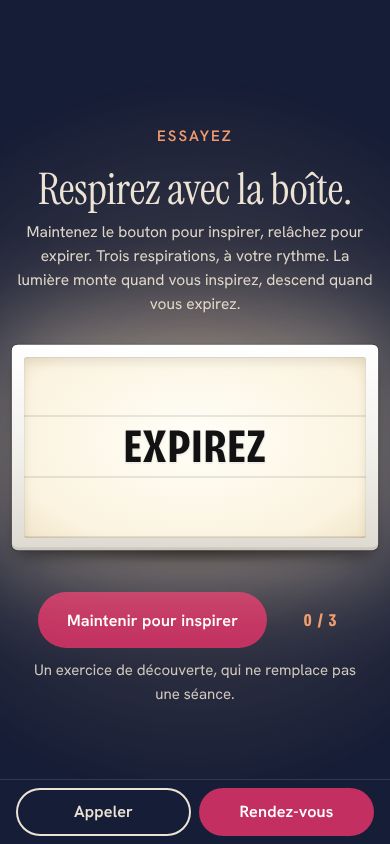 ESSAYEZ
Respirez avec la boîte.
Maintenez le bouton pour inspirer, relâchez pour
expirer. Trois respirations, à votre rythme. La
lumière monte quand vous inspirez, descend quand
vous expirez.
EXPIREZ
Maintenir pour inspirer
0 / 3
Un exercice de découverte, qui ne remplace pas
une séance.
Appeler
Rendez-vous